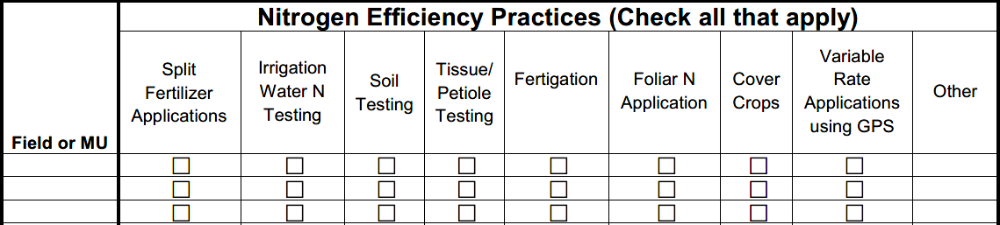 Nitrogen Efficiency Practices (Check all that apply)
Field or MU
Split
Fertilizer
Applications
Irrigation
Water N
Testing
Soil
Testing
Tissue/
Petiole
Testing
Fertigation
Foliar N
Application
Cover
Crops
Variable
Rate
Applications
using GPS
Other